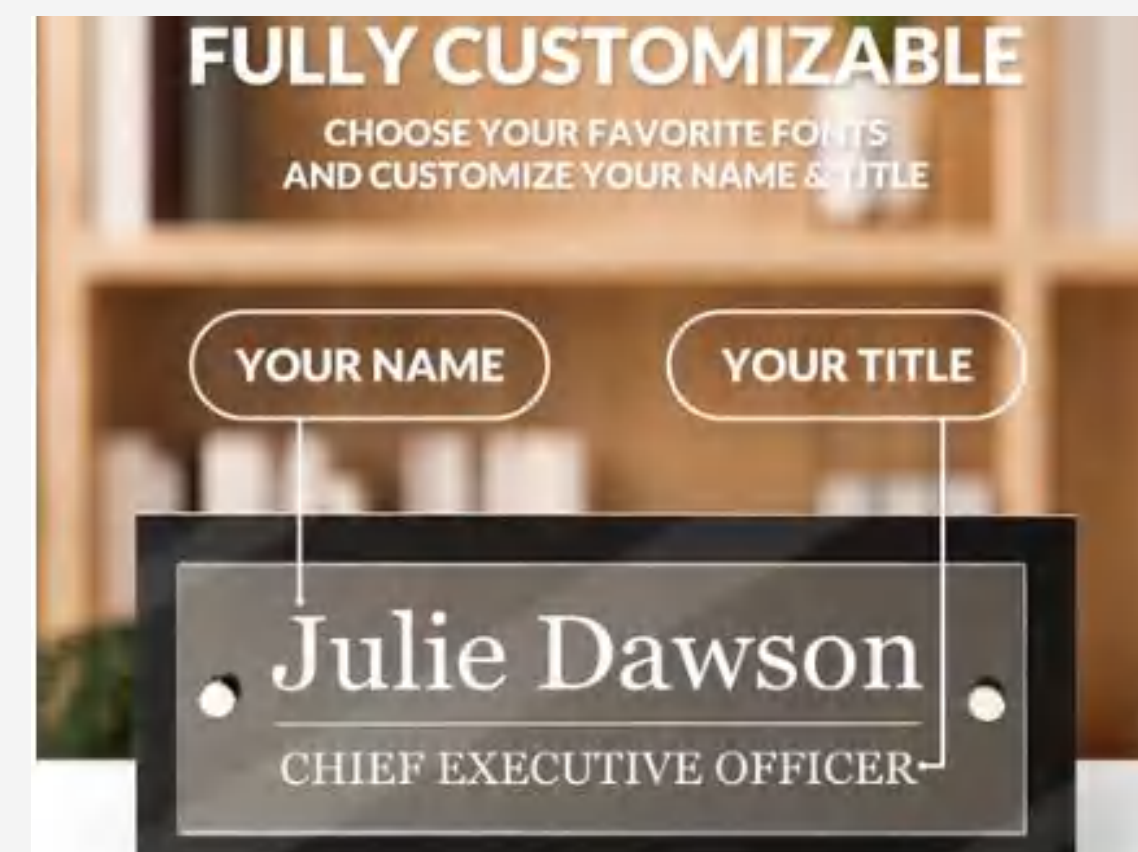 FULLY CUSTOMIZABLE
CHOOSE YOUR FAVORITE FONTS
AND CUSTOMIZE YOUR NAME & TITLE
YOUR NAME
YOUR TITLE
Julie Dawson
CHIEF EXECUTIVE OFFICER